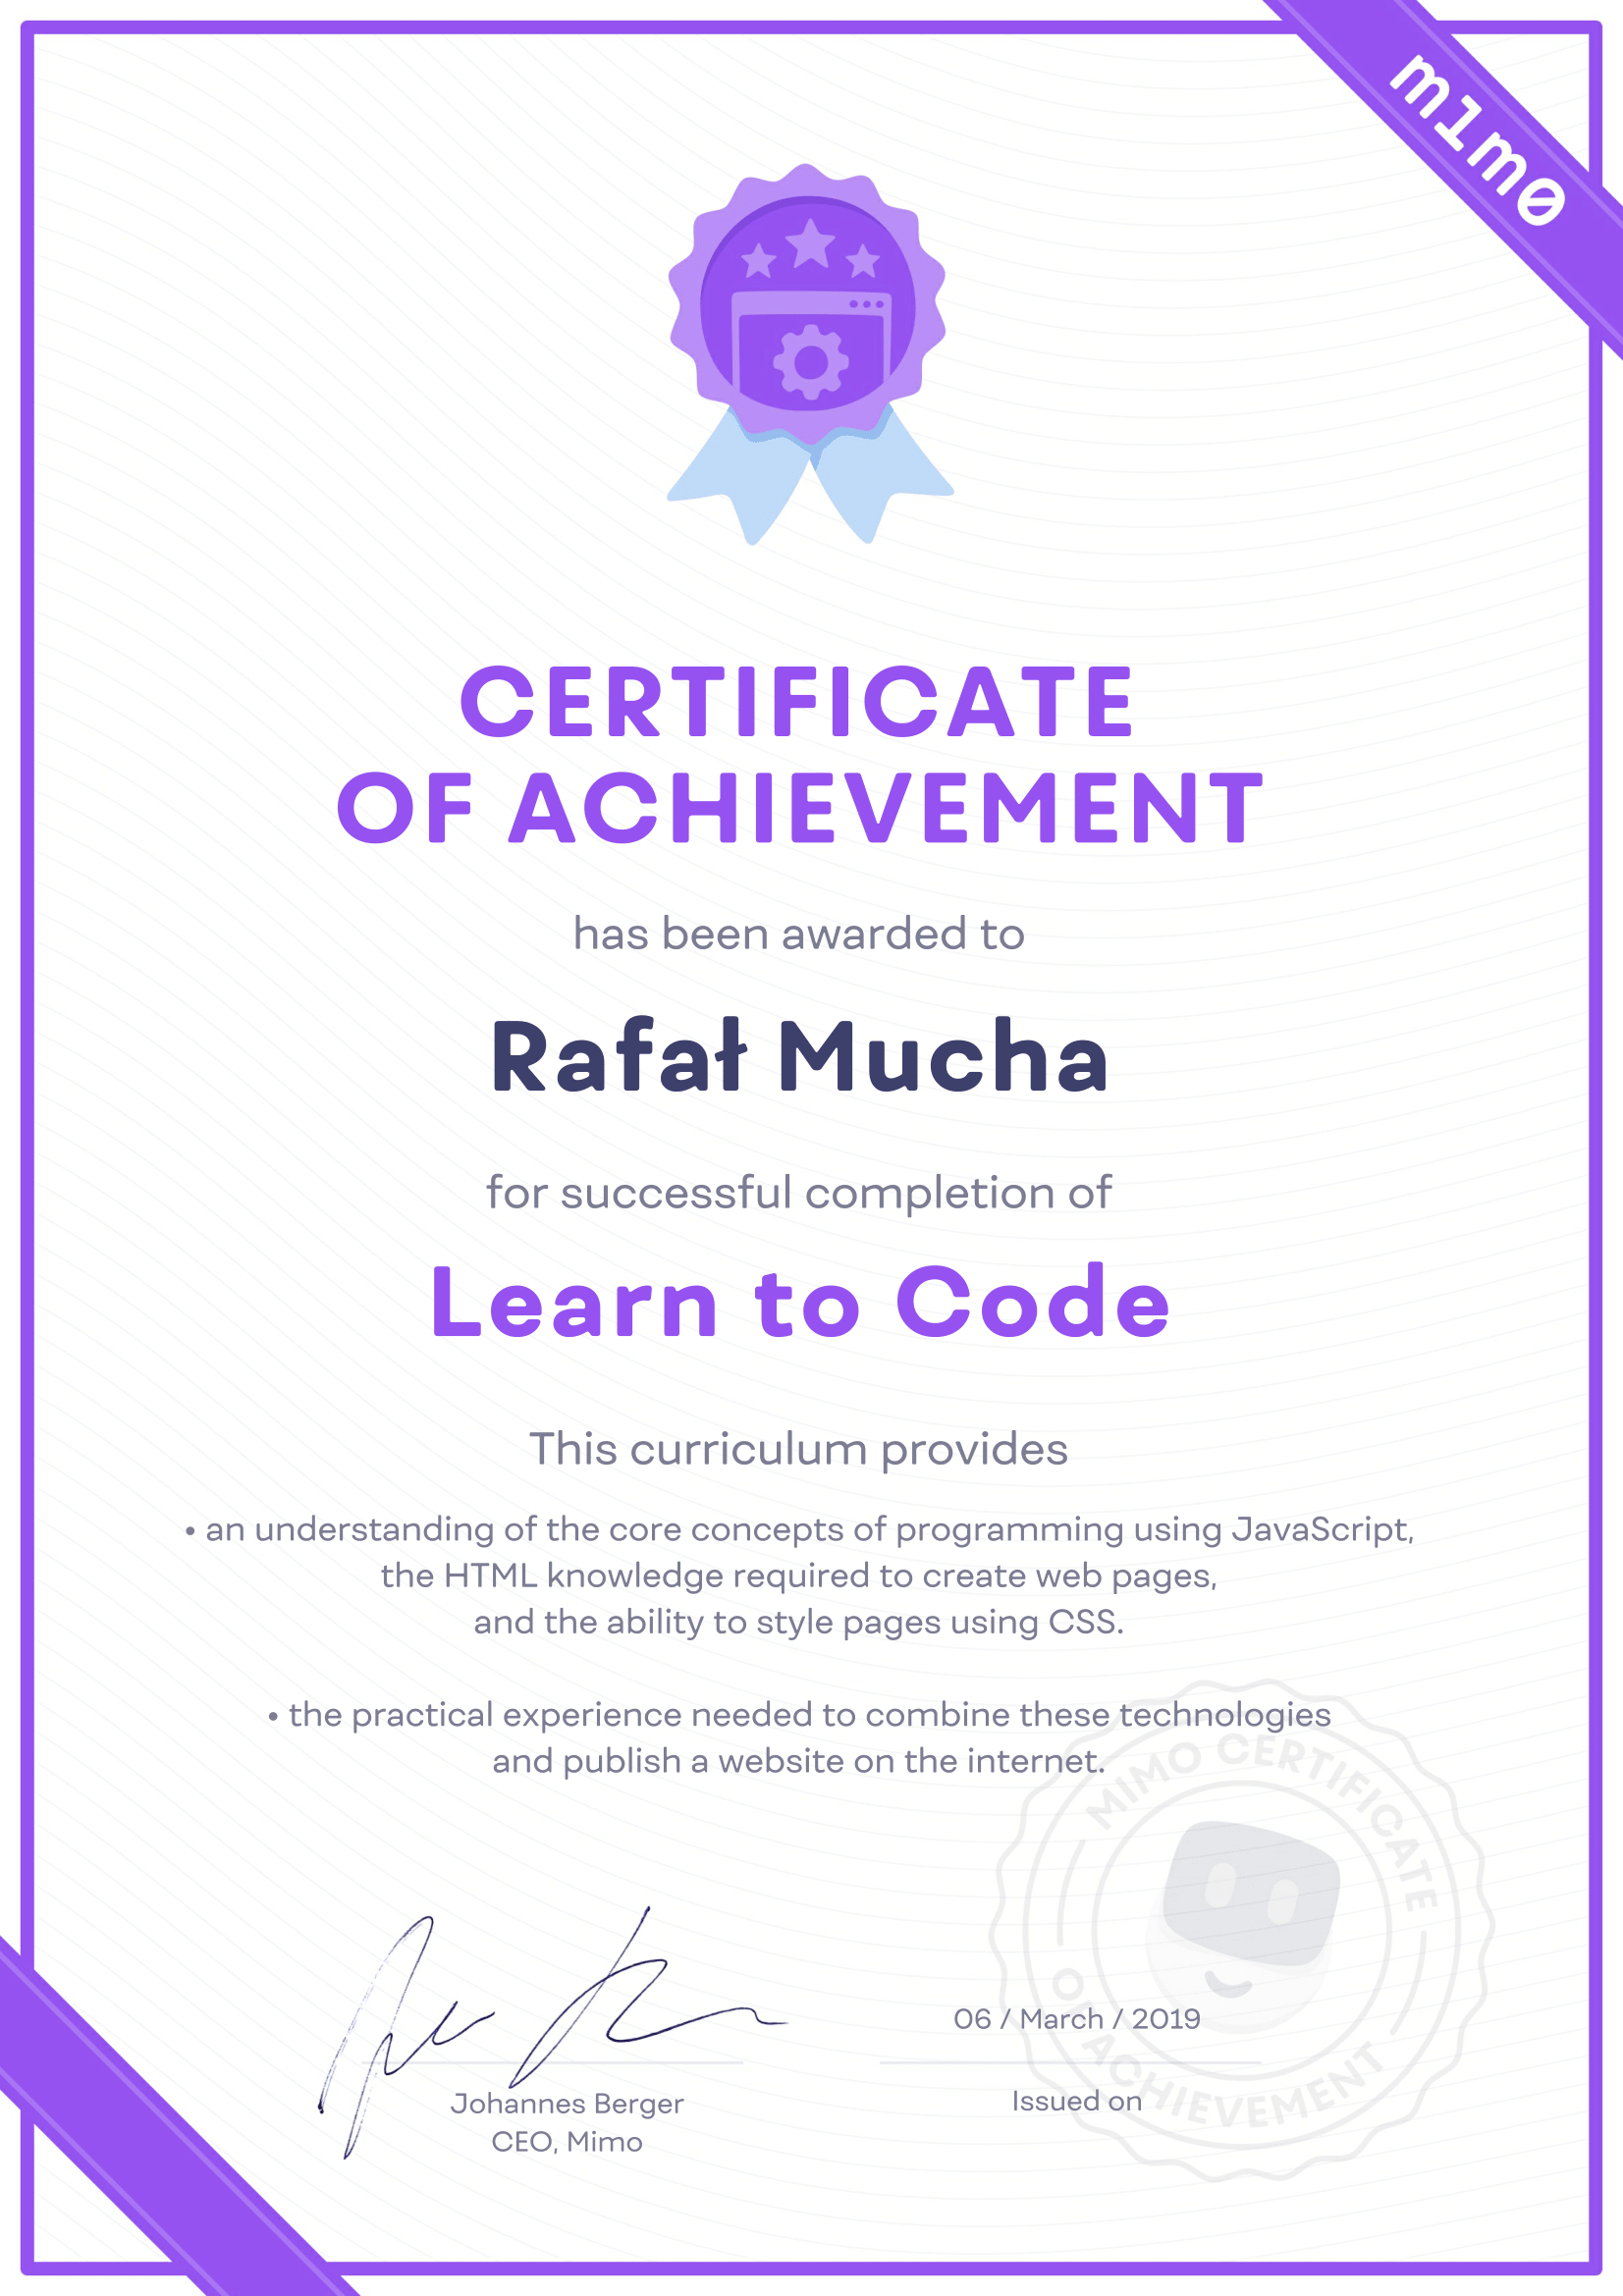 m1m0
CERTIFICATE
OF ACHIEVEMENT
has been awarded to
Rafał Mucha
for successful completion of
Learn to Code
This curriculum provides
• an understanding of the core concepts of programming using JavaScript,
the HTML knowledge required to create web pages,
and the ability to style pages using CSS.
• the practical experience needed to combine these technologies
and publish a website on the internet.
MIMO CERTIFICATE
OF ACHIEVEMENT
06 / March / 2019
Johannes Berger
CEO, Mimo
Issued on